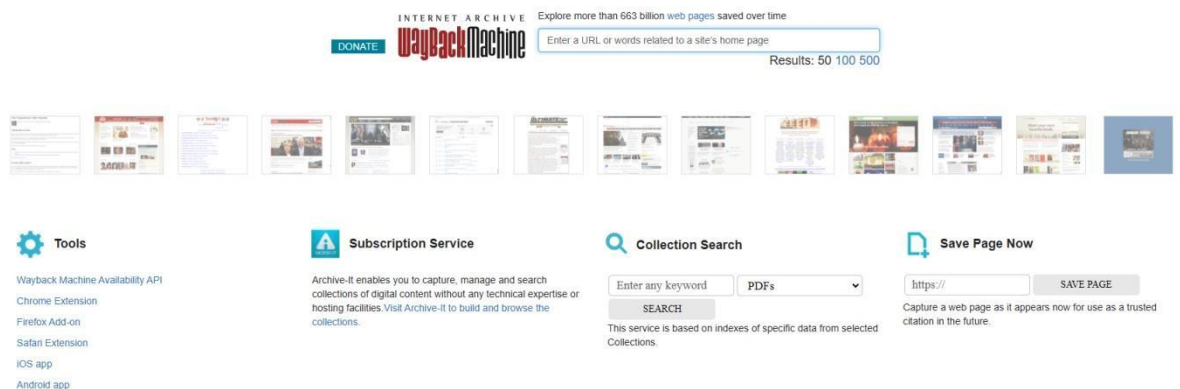 INTERNET ARCHIVE
Explore more than 663 billion web pages saved over time
DONATE
WayBackMachine
Enter a URL or words related to a site's home page
Results: 50 100 500
Tools
Wayback Machine Availability API
Chrome Extension
Firefox Add-on
Safari Extension
iOS app
Android app
Subscription Service
Archive-It enables you to capture, manage and search
collections of digital content without any technical expertise or
hosting facilities.Visit Archive-It to build and browse the
collections.
Collection Search
Enter any keyword
PDFs
SEARCH
This service is based on indexes of specific data from selected
Collections.
Save Page Now
https://
SAVE PAGE
Capture a web page as it appears now for use as a trusted
citation in the future.